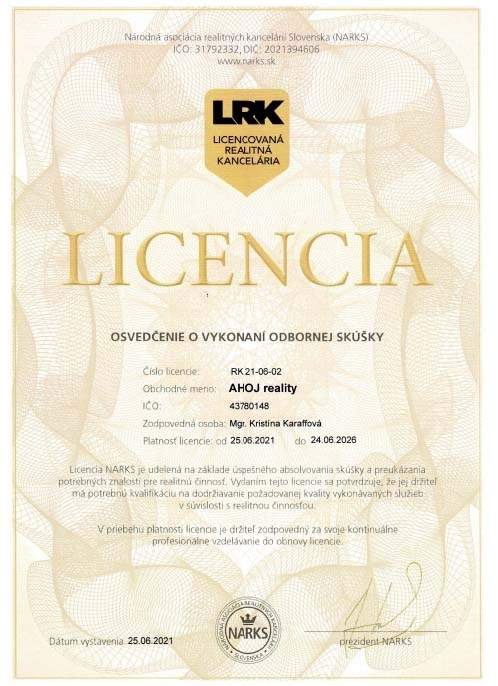 Národná asociácia realitných kancelárií Slovenska (NARKS)
IČO: 31792332, DIČ: 2021394606
www.narks.sk
LRK
LICENCOVANÁ
REALITNÁ
KANCELÁRIA
LICENCIA
OSVEDČENIE O VYKONANÍ ODBORNEJ SKÚŠKY
Číslo licencie: RK 21-06-02
Obchodné meno: AHOJ reality
IČO: 43780148
Zodpovedná osoba: Mgr. Kristína Karaffová
Platnosť licencie: od 25.06.2021 do 24.06.2026
Licencia NARKS je udelená na základe úspešného absolvovania skúšky a preukázania
potrebných znalostí pre realitnú činnosť. Vydaním tejto licencie sa potvrdzuje, že jej držiteľ
má potrebnú kvalifikáciu na dodržiavanie požadovanej kvality vykonávaných služieb
v súvislosti s realitnou činnosťou.
V priebehu platnosti licencie je držiteľ zodpovedný za svoje kontinuálne
profesionálne vzdelávanie do obnovy licencie.
Dátum vystavenia: 25.06.2021
NÁRODNÁ ASOCIÁCIA REALITNÝCH KANCELÁRIÍ
NARKS
SLOVENSKA
prezident NARKS